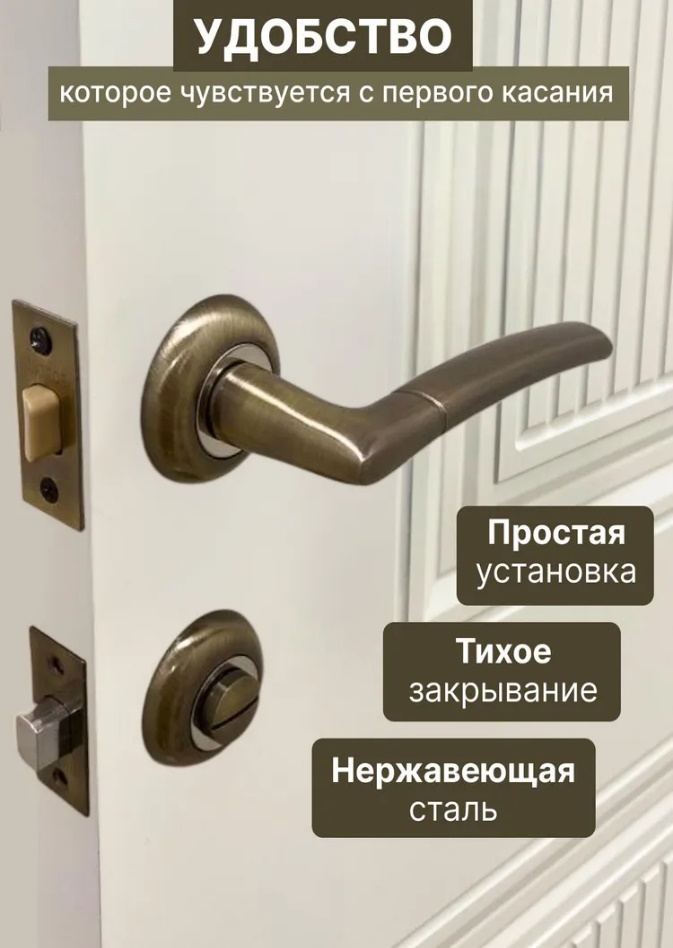 УДОБСТВО
которое чувствуется с первого касания
Простая
установка
Тихое
закрывание
Нержавеющая
сталь